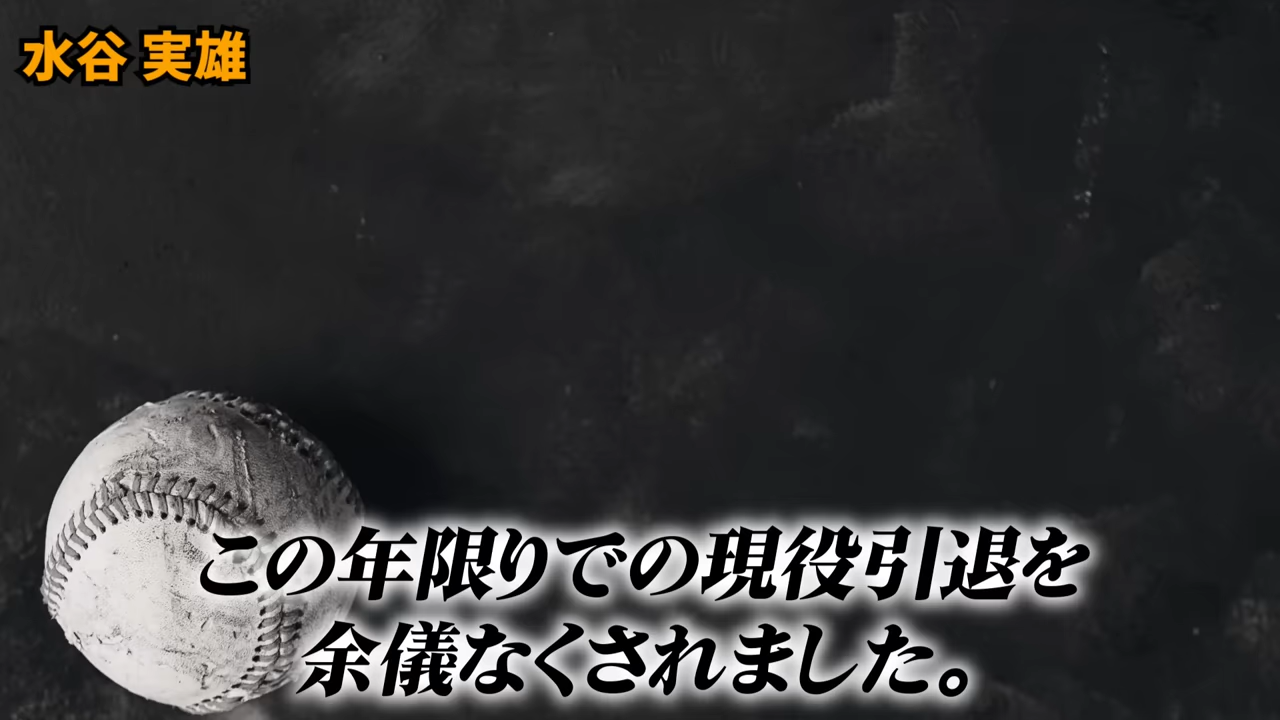 水谷 実雄
この年限りでの現役引退を
余儀なくされました。